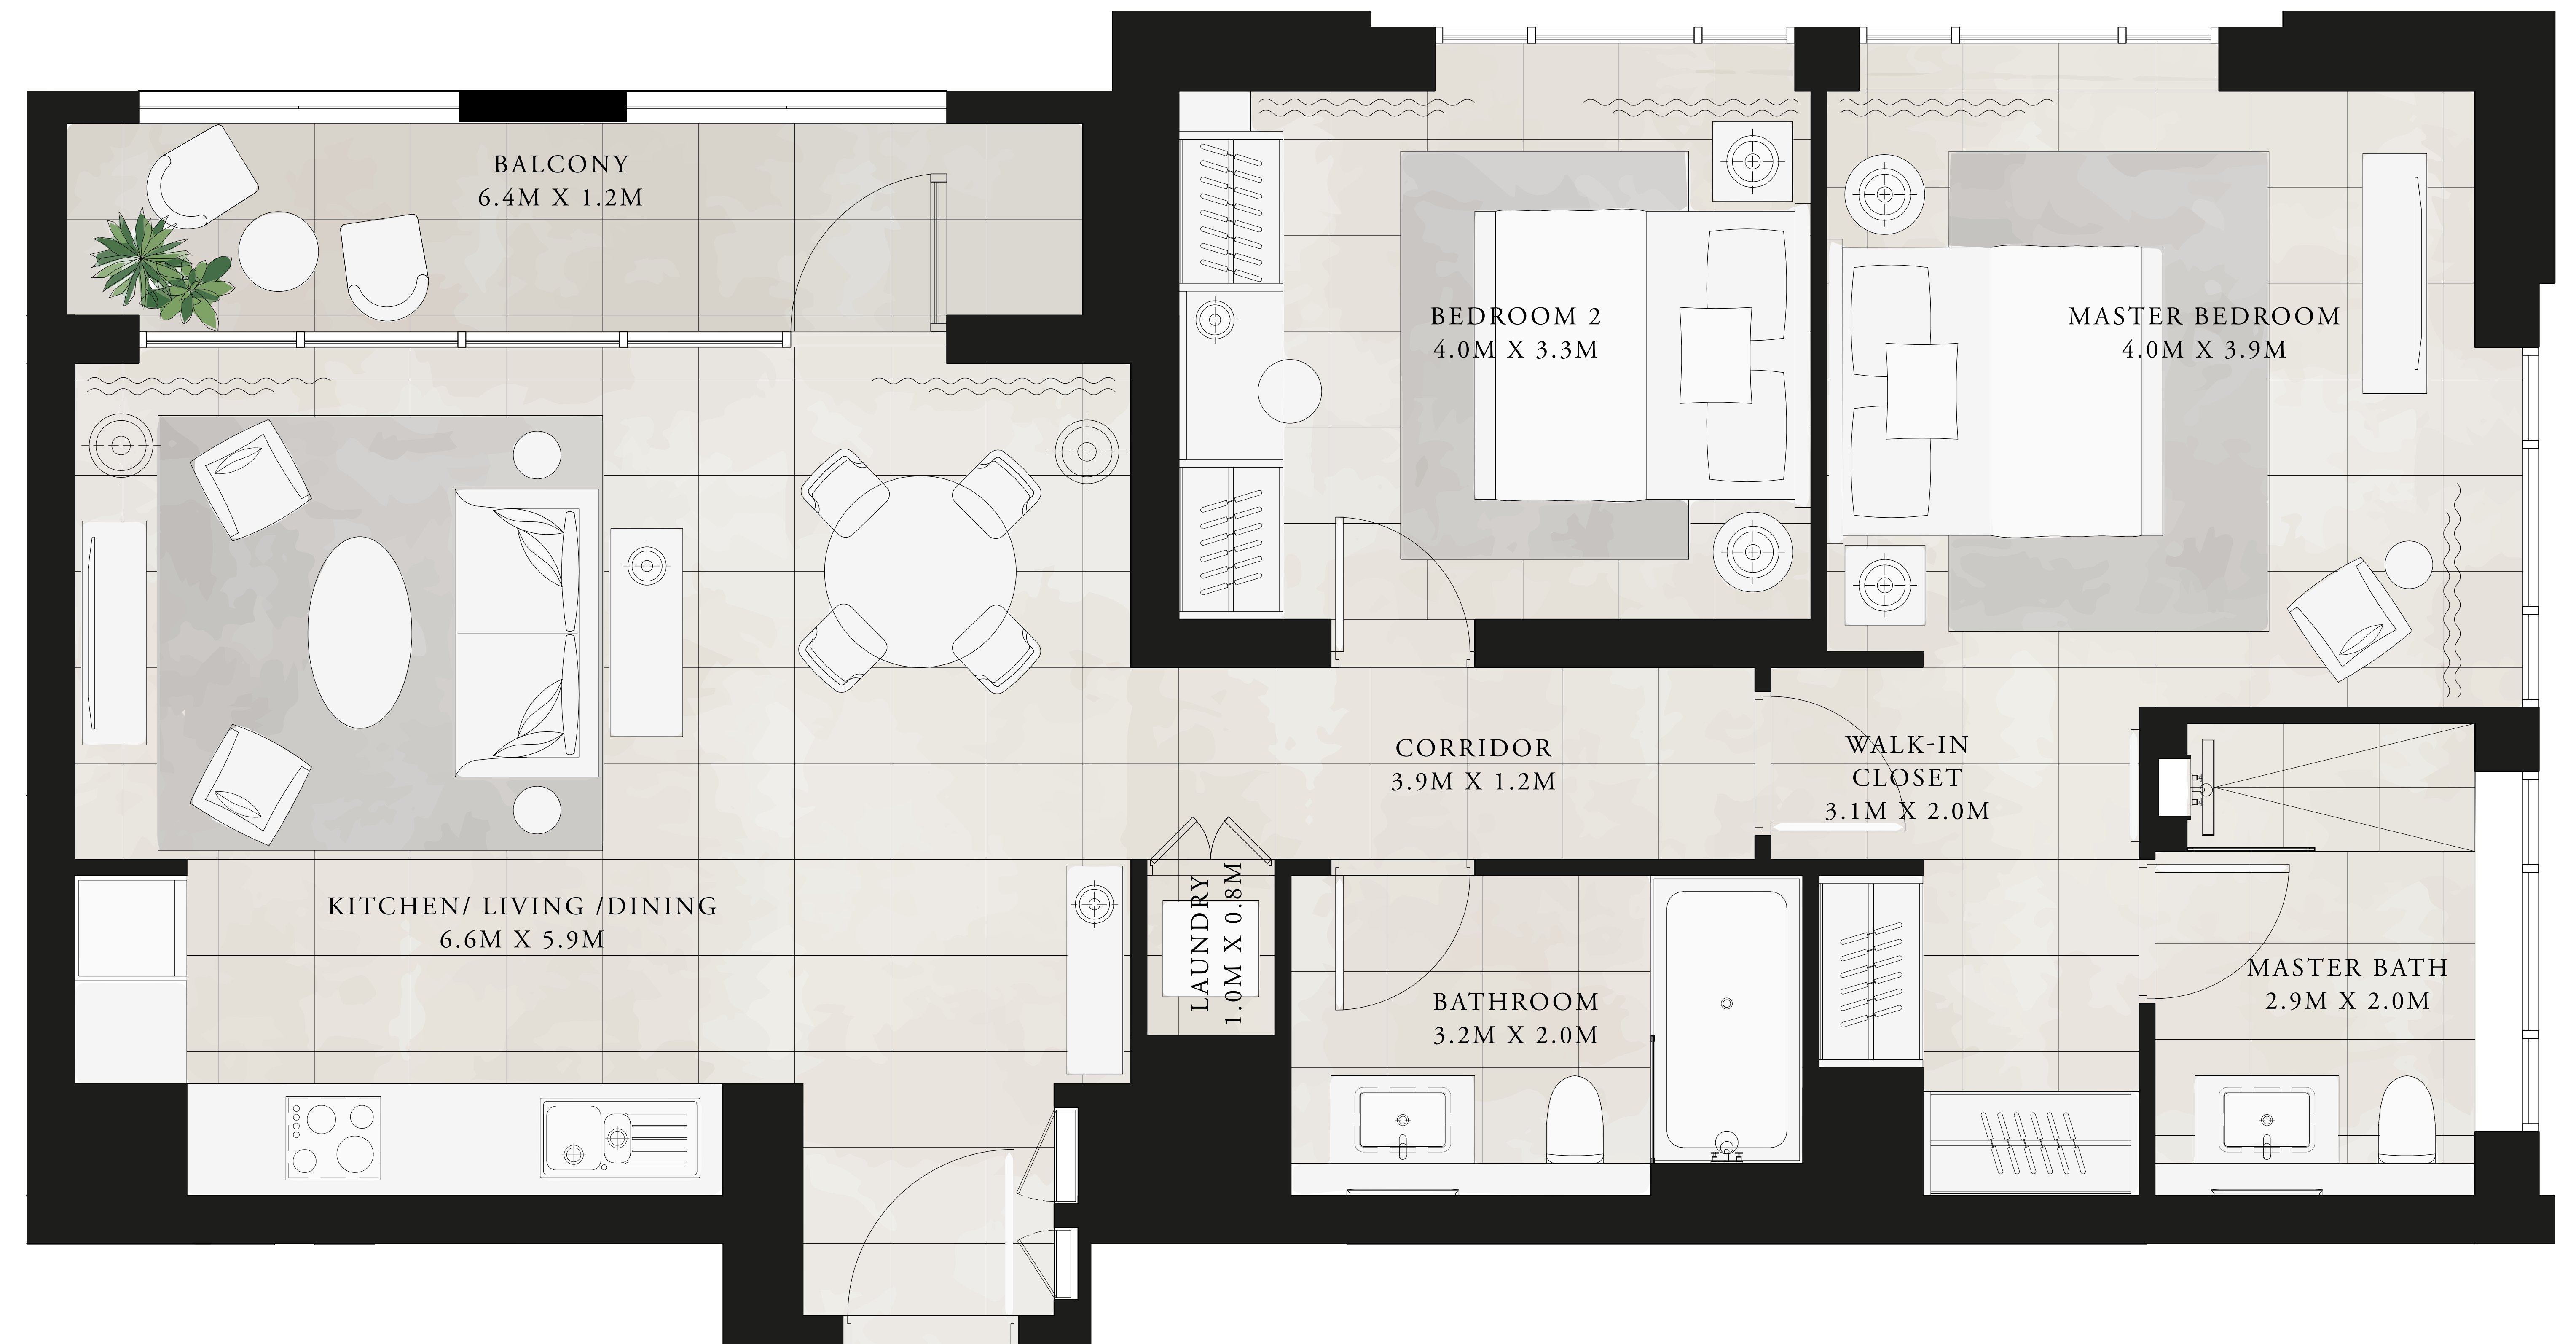 BALCONY
6.4M X 1.2M
BEDROOM 2
4.0M X 3.3M
MASTER BEDROOM
4.0M X 3.9M
CORRIDOR
3.9M X 1.2M
WALK-IN
CLOSET
3.1M X 2.0M
KITCHEN/ LIVING /DINING
6.6M X 5.9M
LAUNDRY
1.0M X 0.8M
BATHROOM
3.2M X 2.0M
MASTER BATH
2.9M X 2.0M